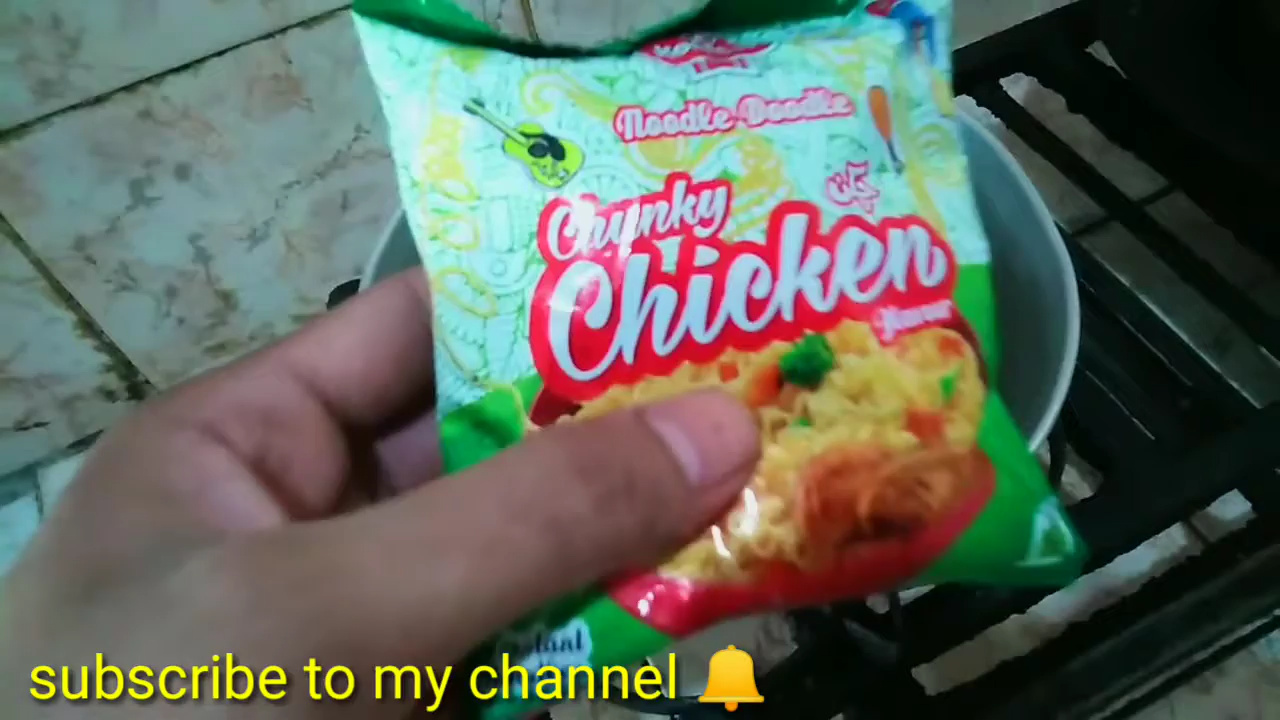 Noodle Doodle
Chunky
Chicken
Flavour
subscribe to my channel 🔔